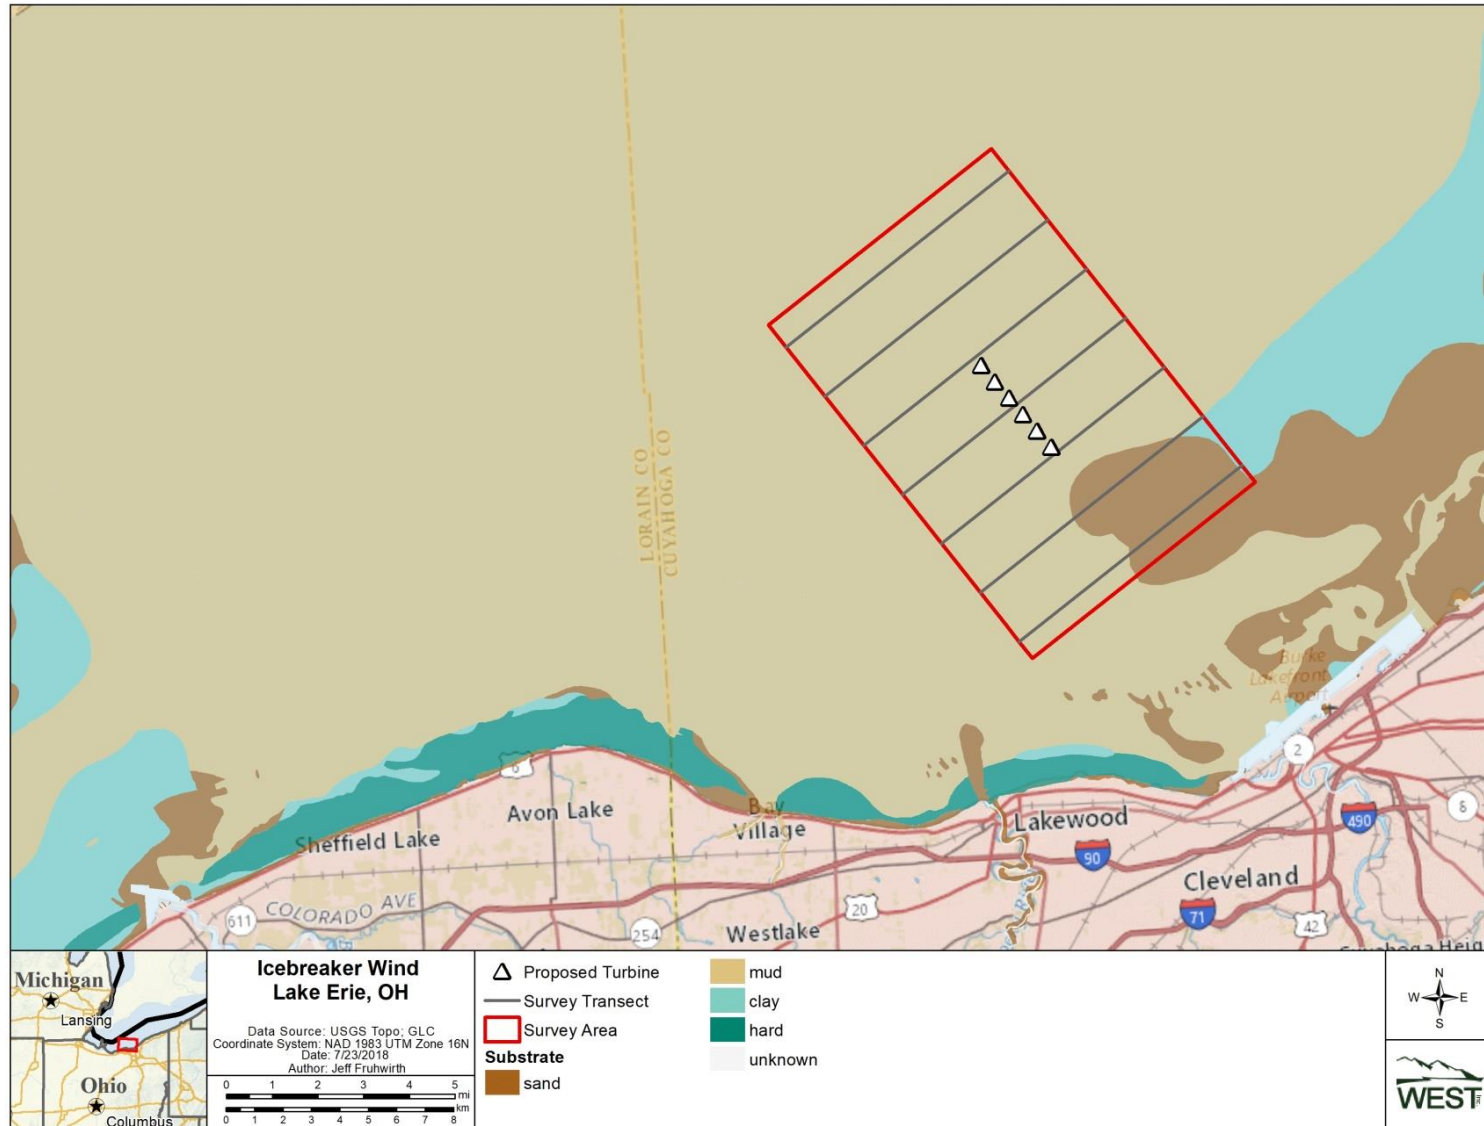 LORAIN CO
CUYAHOGA CO
Burke
Lakefront
Airport
2
6
6
Avon Lake
Bay
Village
Sheffield Lake
Lakewood
490
90
Cleveland
COLORADO AVE
611
20
71
42
254
Westlake
Michigan
Lansing
Ohio
Columbus
Icebreaker Wind
Lake Erie, OH
Data Source: USGS Topo; GLC
Coordinate System: NAD 1983 UTM Zone 16N
Date: 7/23/2018
Author: Jeff Fruhwirth
0 1 2 3 4 5
mi
km
0 1 2 3 4 5 6 7 8
Proposed Turbine
Survey Transect
Survey Area
Substrate
sand
mud
clay
hard
unknown
N
W E
S
WEST
Inc